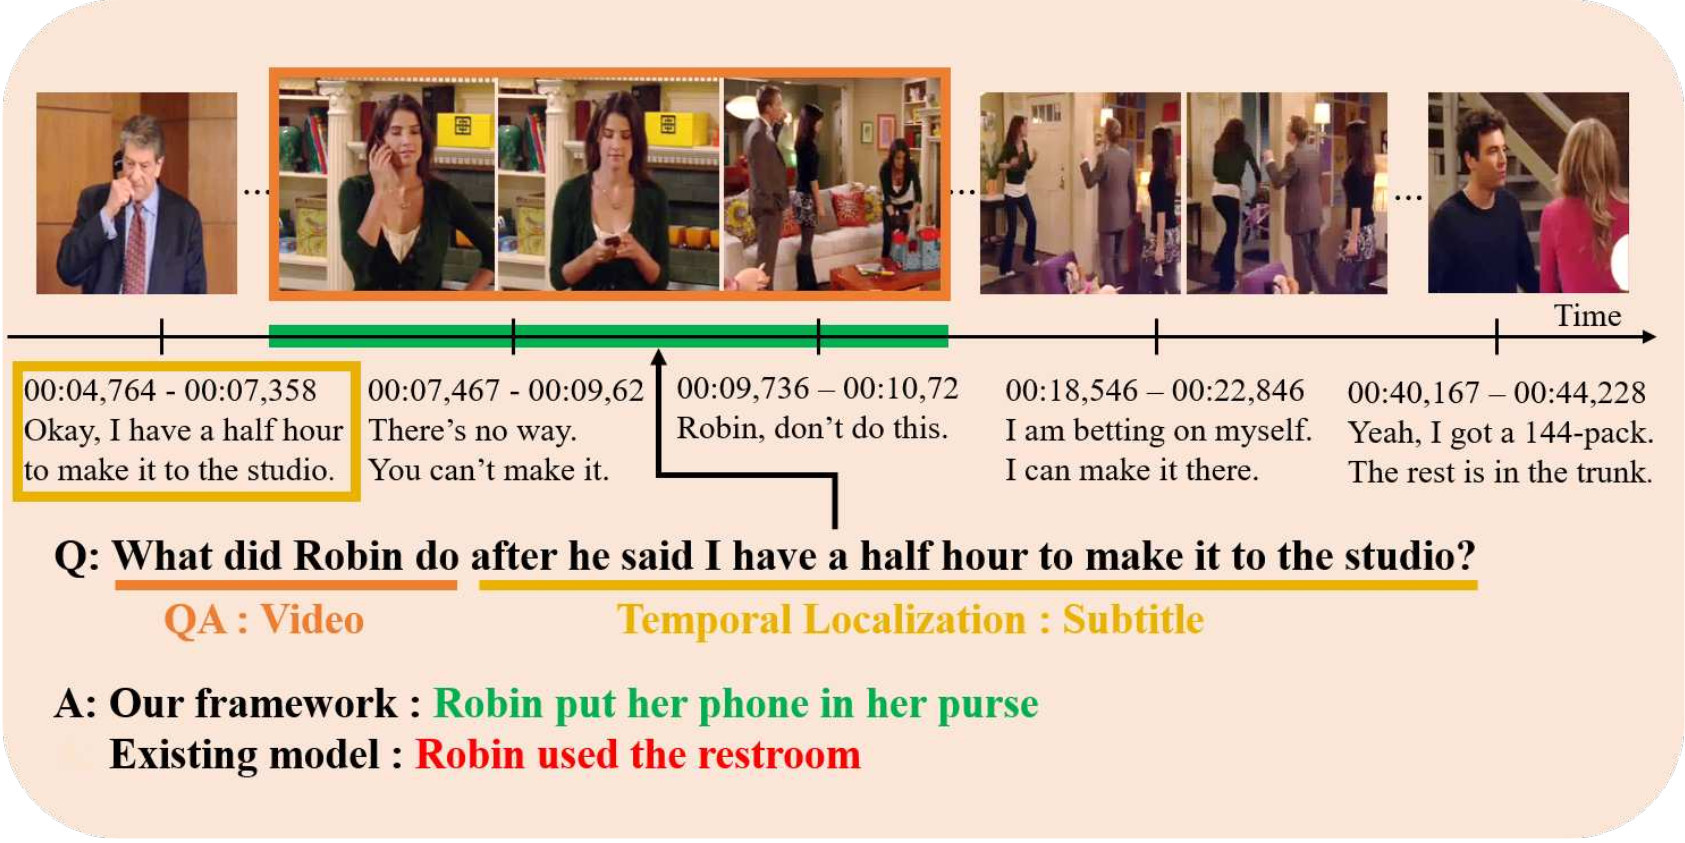 Time
00:04,764 - 00:07,358
Okay, I have a half hour
to make it to the studio.
00:07,467 - 00:09,62
There's no way.
You can't make it.
00:09,736 – 00:10,72
Robin, don't do this.
00:18,546 – 00:22,846
I am betting on myself.
I can make it there.
00:40,167 – 00:44,228
Yeah, I got a 144-pack.
The rest is in the trunk.
Q: What did Robin do after he said I have a half hour to make it to the studio?
QA : Video
Temporal Localization : Subtitle
A: Our framework : Robin put her phone in her purse
Existing model : Robin used the restroom